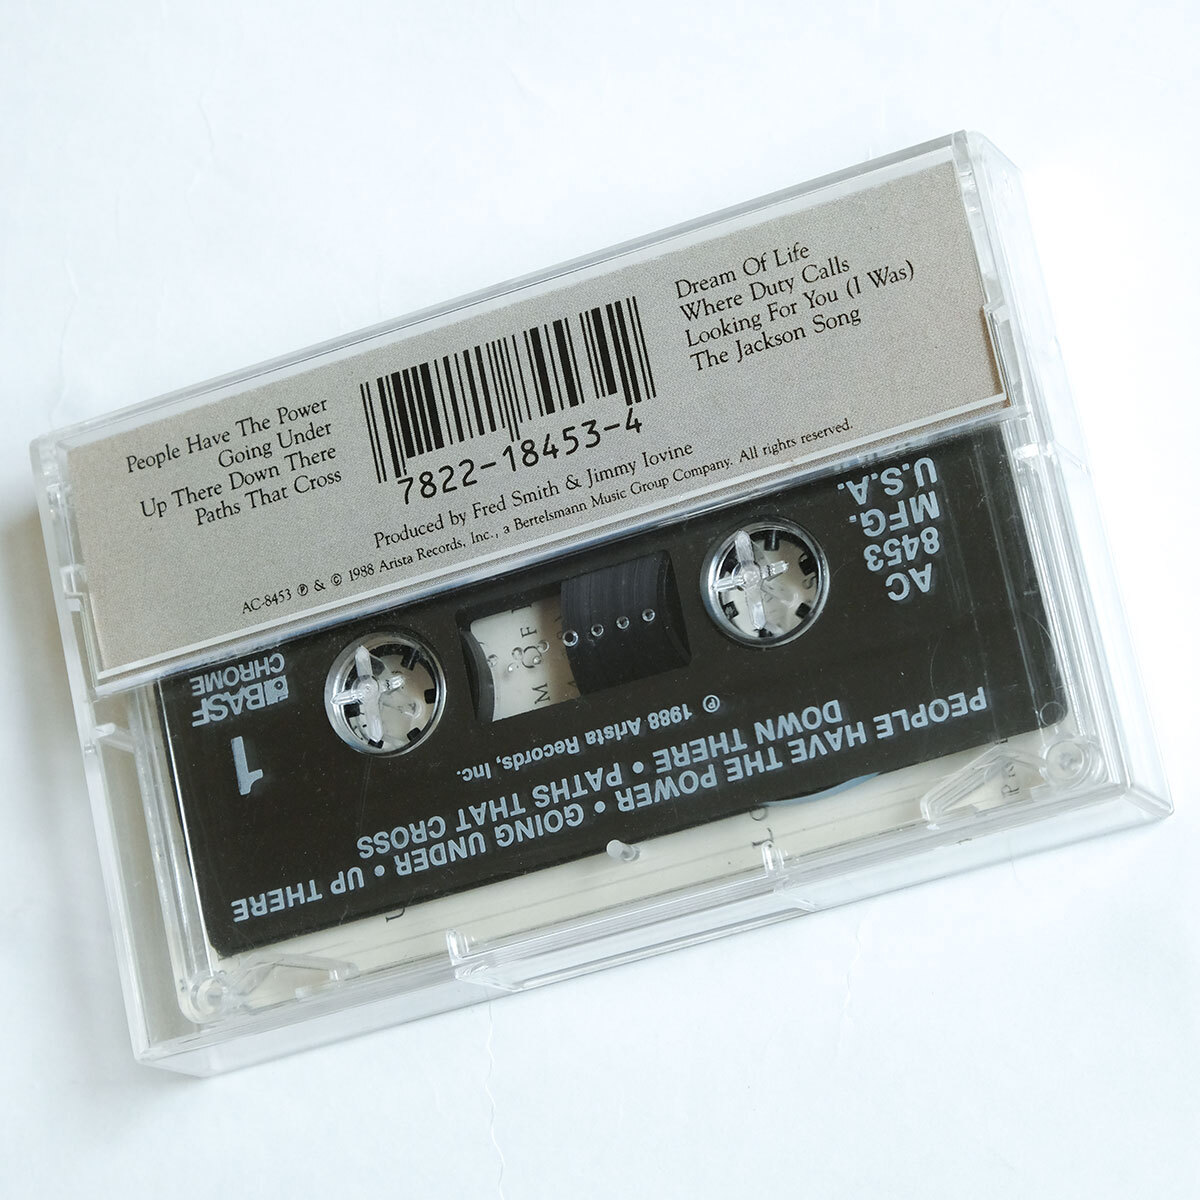 People Have The Power
Going Under
Up There Down There
Paths That Cross
7822-18453-4
Dream Of Life
Where Duty Calls
Looking For You (I Was)
The Jackson Song
Produced by Fred Smith & Jimmy Iovine
AC-8453 ℗ & © 1988 Arista Records, Inc., a Bertelsmann Music Group Company. All rights reserved.
AC
8453
MFG.
U.S.A.
BASF
CHROME
1
℗ 1988 Arista Records, Inc.
PEOPLE HAVE THE POWER • GOING UNDER • UP THERE
DOWN THERE • PATHS THAT CROSS